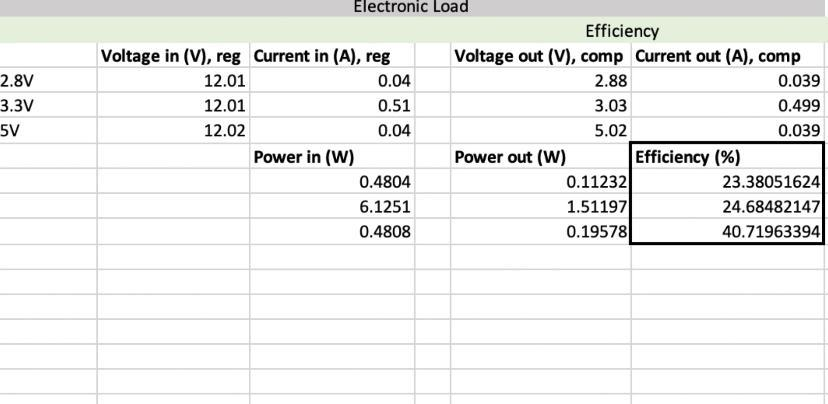 Electronic Load
Efficiency
Voltage in (V), reg Current in (A), reg Voltage out (V), comp Current out (A), comp
2.8V 12.01 0.04 2.88 0.039
3.3V 12.01 0.51 3.03 0.499
5V 12.02 0.04 5.02 0.039
Power in (W) Power out (W) Efficiency (%)
0.4804 0.11232 23.38051624
6.1251 1.51197 24.68482147
0.4808 0.19578 40.71963394